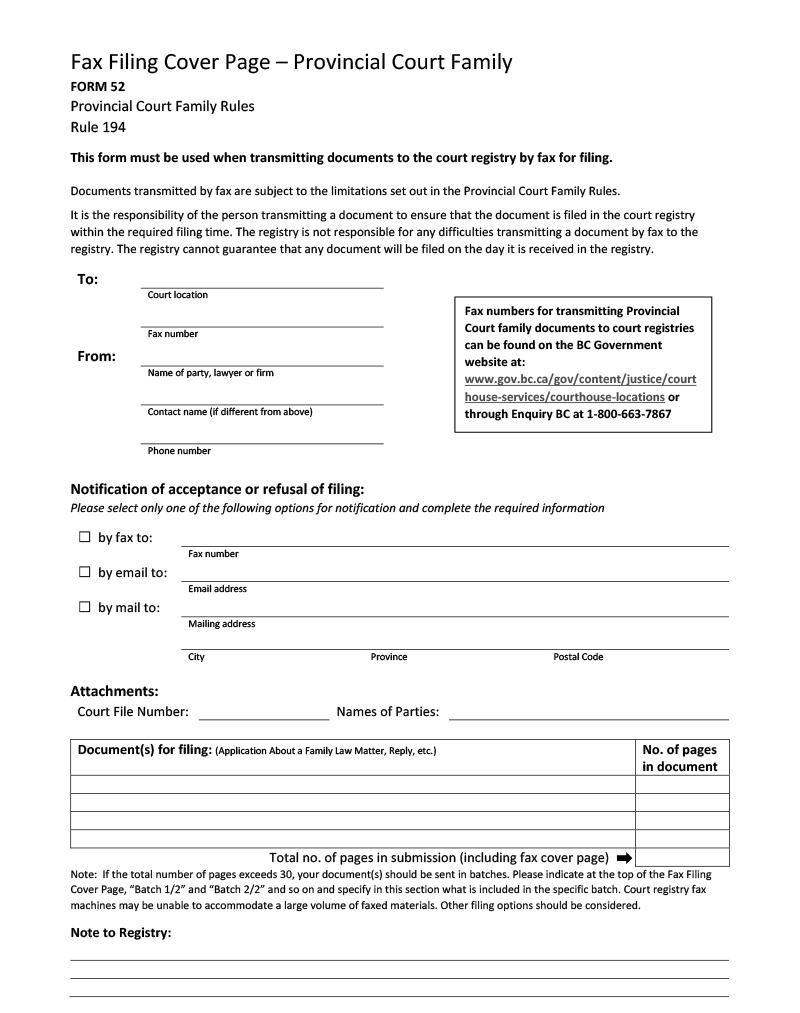 Fax Filing Cover Page – Provincial Court Family
FORM 52
Provincial Court Family Rules
Rule 194
This form must be used when transmitting documents to the court registry by fax for filing.
Documents transmitted by fax are subject to the limitations set out in the Provincial Court Family Rules.
It is the responsibility of the person transmitting a document to ensure that the document is filed in the court registry
within the required filing time. The registry is not responsible for any difficulties transmitting a document by fax to the
registry. The registry cannot guarantee that any document will be filed on the day it is received in the registry.
To:
Court location
Fax number
From:
Name of party, lawyer or firm
Contact name (if different from above)
Phone number
Fax numbers for transmitting Provincial
Court family documents to court registries
can be found on the BC Government
website at:
www.gov.bc.ca/gov/content/justice/court
house-services/courthouse-locations or
through Enquiry BC at 1-800-663-7867
Notification of acceptance or refusal of filing:
Please select only one of the following options for notification and complete the required information
☐ by fax to:
Fax number
☐ by email to:
Email address
☐ by mail to:
Mailing address
City Province Postal Code
Attachments:
Court File Number: Names of Parties:
Document(s) for filing: (Application About a Family Law Matter, Reply, etc.)
No. of pages
in document
Total no. of pages in submission (including fax cover page) ➡
Note: If the total number of pages exceeds 30, your document(s) should be sent in batches. Please indicate at the top of the Fax Filing
Cover Page, “Batch 1/2” and “Batch 2/2” and so on and specify in this section what is included in the specific batch. Court registry fax
machines may be unable to accommodate a large volume of faxed materials. Other filing options should be considered.
Note to Registry: